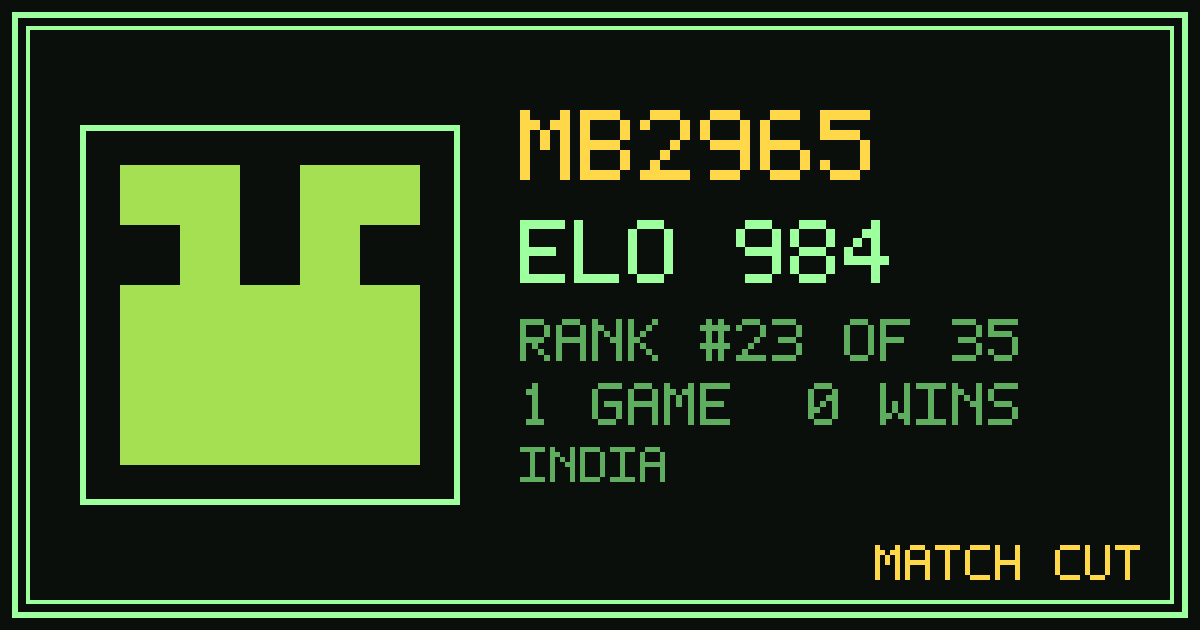 MB2965
ELO 984
RANK #23 OF 35
1 GAME 0 WINS
INDIA
MATCH CUT